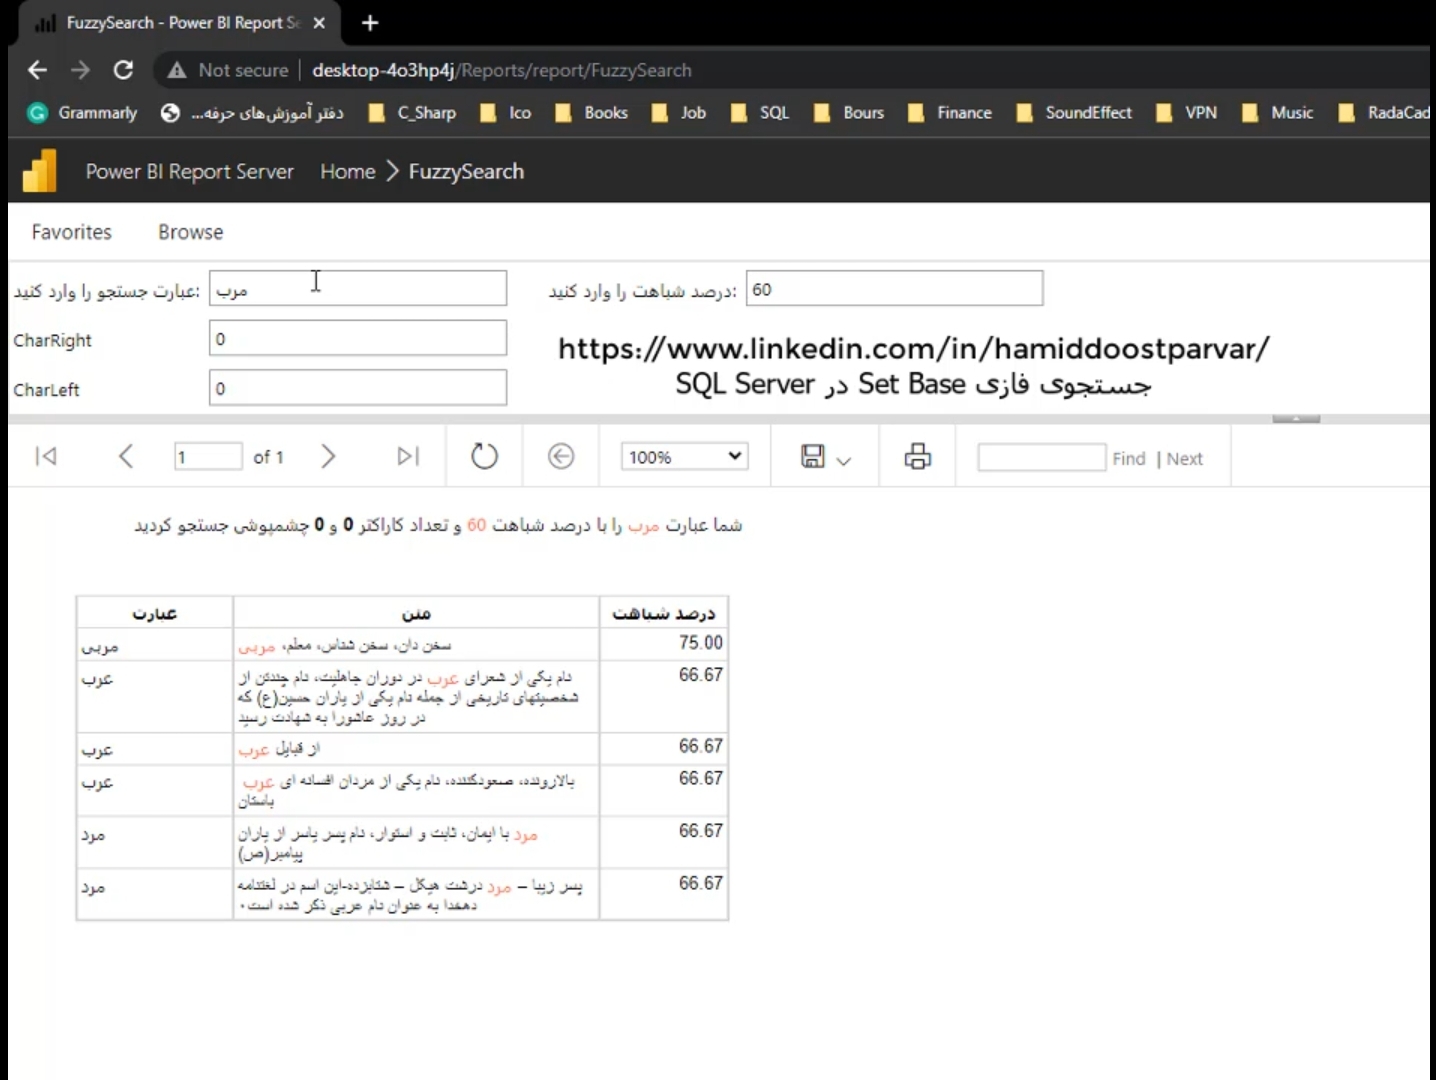 FuzzySearch - Power BI Report Se
Not secure | desktop-4o3hp4j/Reports/report/FuzzySearch
Grammarly دفتر آموزش‌های حرفه... C_Sharp Ico Books Job SQL Bours Finance SoundEffect VPN Music RadaCad
Power BI Report Server Home > FuzzySearch
Favorites Browse
عبارت جستجو را وارد کنید: مرب درصد شباهت را وارد کنید: 60
CharRight 0
https://www.linkedin.com/in/hamiddoostparvar/
جستجوی فازی Set Base در SQL Server
CharLeft 0
1 of 1 100% Find | Next
شما عبارت مرب را با درصد شباهت 60 و تعداد کاراکتر 0 و 0 چشمپوشی جستجو کردید
عبارت متن درصد شباهت
مربی سخن دان، سخن شناس، معلم، مربی 75.00
عرب نام یکی از شعرای عرب در دوران جاهلیت، نام چندتن از 66.67
شخصیتهای تاریخی از جمله نام یکی از یاران حسین(ع) که
در روز عاشورا به شهادت رسید
عرب از قبایل عرب 66.67
عرب بالارونده، صعودکننده، نام یکی از مردان افسانه ای عرب 66.67
باستان
مرد مرد با ایمان، ثابت و استوار، نام پسر یاسر از یاران 66.67
پیامبر(ص)
مرد پسر زیبا – مرد درشت هیکل – شتابزده-این اسم در لغتنامه 66.67
دهخدا به عنوان نام عربی ذکر شده است.